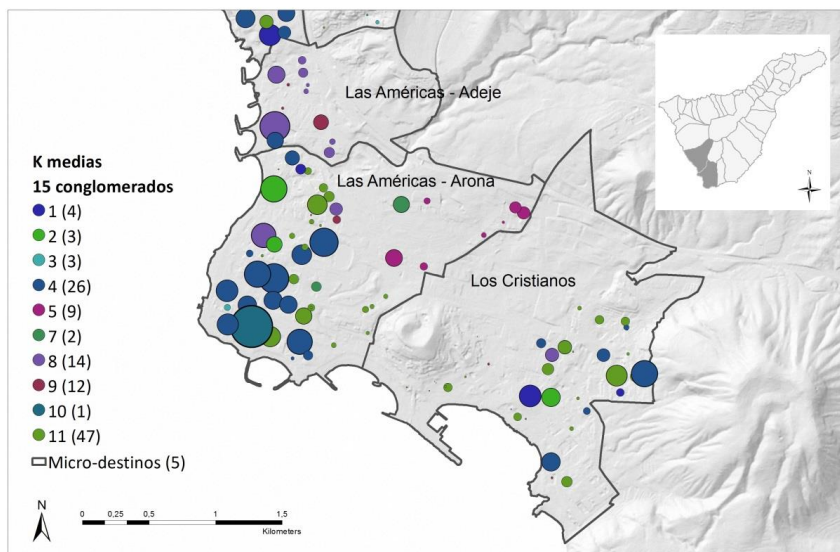 Las Américas - Adeje
Las Américas - Arona
Los Cristianos
K medias
15 conglomerados
1 (4)
2 (3)
3 (3)
4 (26)
5 (9)
7 (2)
8 (14)
9 (12)
10 (1)
11 (47)
Micro-destinos (5)
N
0 0,25 0,5 1 1,5
Kilometers
N